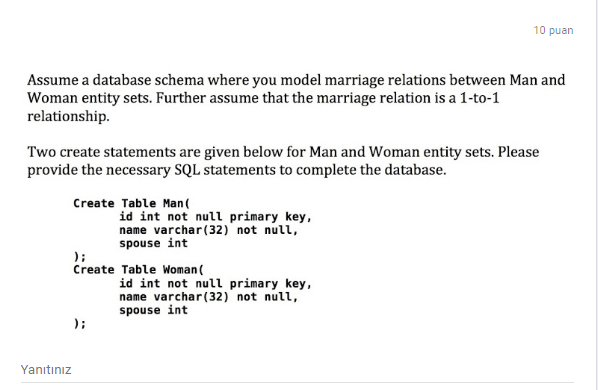 10 puan
Assume a database schema where you model marriage relations between Man and
Woman entity sets. Further assume that the marriage relation is a 1-to-1
relationship.
Two create statements are given below for Man and Woman entity sets. Please
provide the necessary SQL statements to complete the database.
Create Table Man(
id int not null primary key,
name varchar(32) not null,
spouse int
);
Create Table Woman(
id int not null primary key,
name varchar(32) not null,
spouse int
);
Yanıtınız